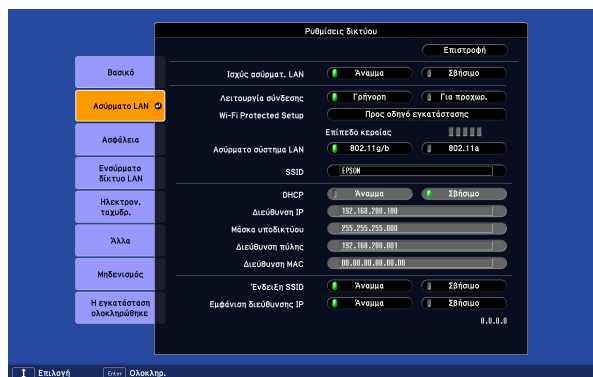 Ρυθμίσεις δικτύου
Επιστροφή
Βασικό
Ασύρματο LAN
Ασφάλεια
Ενσύρματο
δίκτυο LAN
Ηλεκτρον.
ταχυδρ.
Άλλα
Μηδενισμός
Η εγκατάσταση
ολοκληρώθηκε
Ισχύς ασύρματ. LAN Άναμμα Σβήσιμο
Λειτουργία σύνδεσης Γρήγορη Για προχωρ.
Wi-Fi Protected Setup Προς οδηγό εγκατάστασης
Επίπεδο κεραίας
Ασύρματο σύστημα LAN 802.11g/b 802.11a
SSID EPSON
DHCP Άναμμα Σβήσιμο
Διεύθυνση IP 192.168.200.100
Μάσκα υποδικτύου 255.255.255.000
Διεύθυνση πύλης 192.168.200.001
Διεύθυνση MAC 00.00.00.00.00.00
Ένδειξη SSID Άναμμα Σβήσιμο
Εμφάνιση διεύθυνσης IP Άναμμα Σβήσιμο
0.0.0.0
Επιλογή Enter Ολοκληρ.